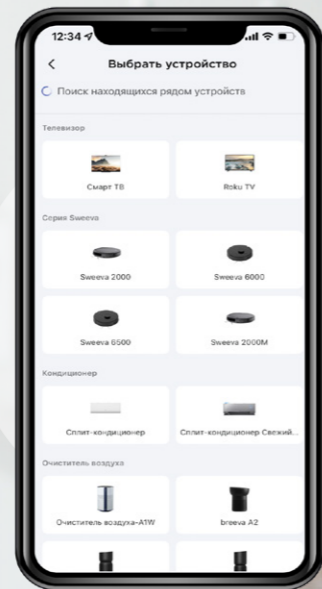 12:34
Выбрать устройство
Поиск находящихся рядом устройств
Телевизор
Смарт ТВ
Roku TV
Серия Sweeva
Sweeva 2000
Sweeva 6000
Sweeva 6500
Sweeva 2000M
Кондиционер
Сплит-кондиционер
Сплит-кондиционер Свежий...
Очиститель воздуха
Очиститель воздуха-A1W
breeva A2